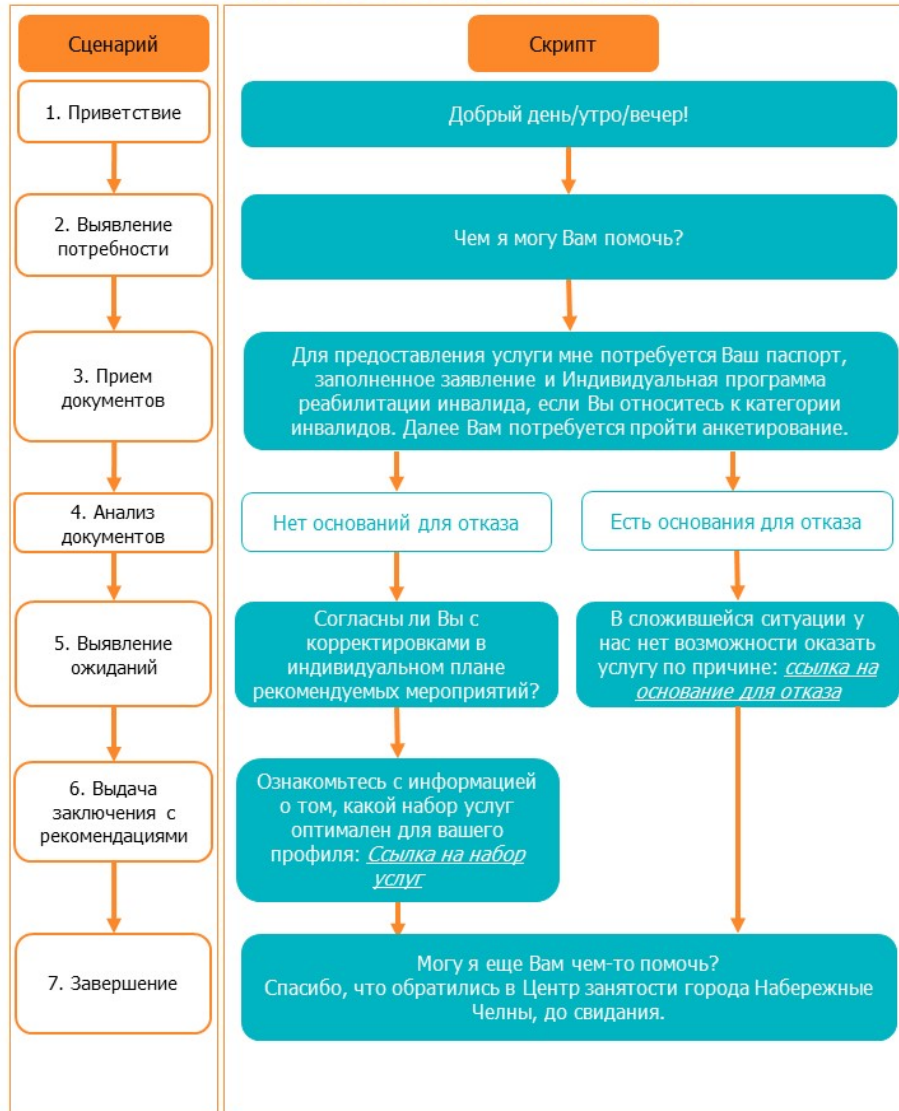 Сценарий
Скрипт
1. Приветствие
Добрый день/утро/вечер!
2. Выявление
потребности
Чем я могу Вам помочь?
3. Прием
документов
Для предоставления услуги мне потребуется Ваш паспорт,
заполненное заявление и Индивидуальная программа
реабилитации инвалида, если Вы относитесь к категории
инвалидов. Далее Вам потребуется пройти анкетирование.
4. Анализ
документов
Нет оснований для отказа
Есть основания для отказа
5. Выявление
ожиданий
Согласны ли Вы с
корректировками в
индивидуальном плане
рекомендуемых мероприятий?
В сложившейся ситуации у
нас нет возможности оказать
услугу по причине: ссылка на
основание для отказа
6. Выдача
заключения с
рекомендациями
Ознакомьтесь с информацией
о том, какой набор услуг
оптимален для вашего
профиля: Ссылка на набор
услуг
7. Завершение
Могу я еще Вам чем-то помочь?
Спасибо, что обратились в Центр занятости города Набережные
Челны, до свидания.